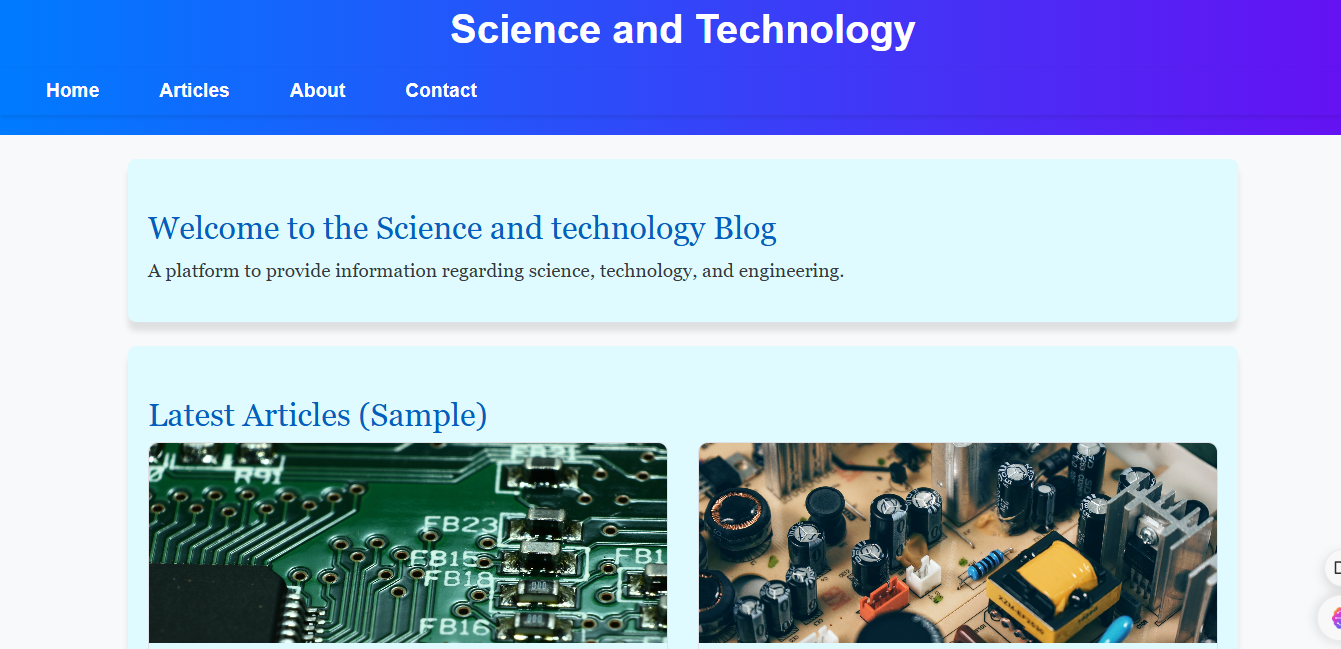 Science and Technology
Home Articles About Contact
Welcome to the Science and technology Blog
A platform to provide information regarding science, technology, and engineering.
Latest Articles (Sample)
R91
FB23
FB15
FB1
FB18
FB16